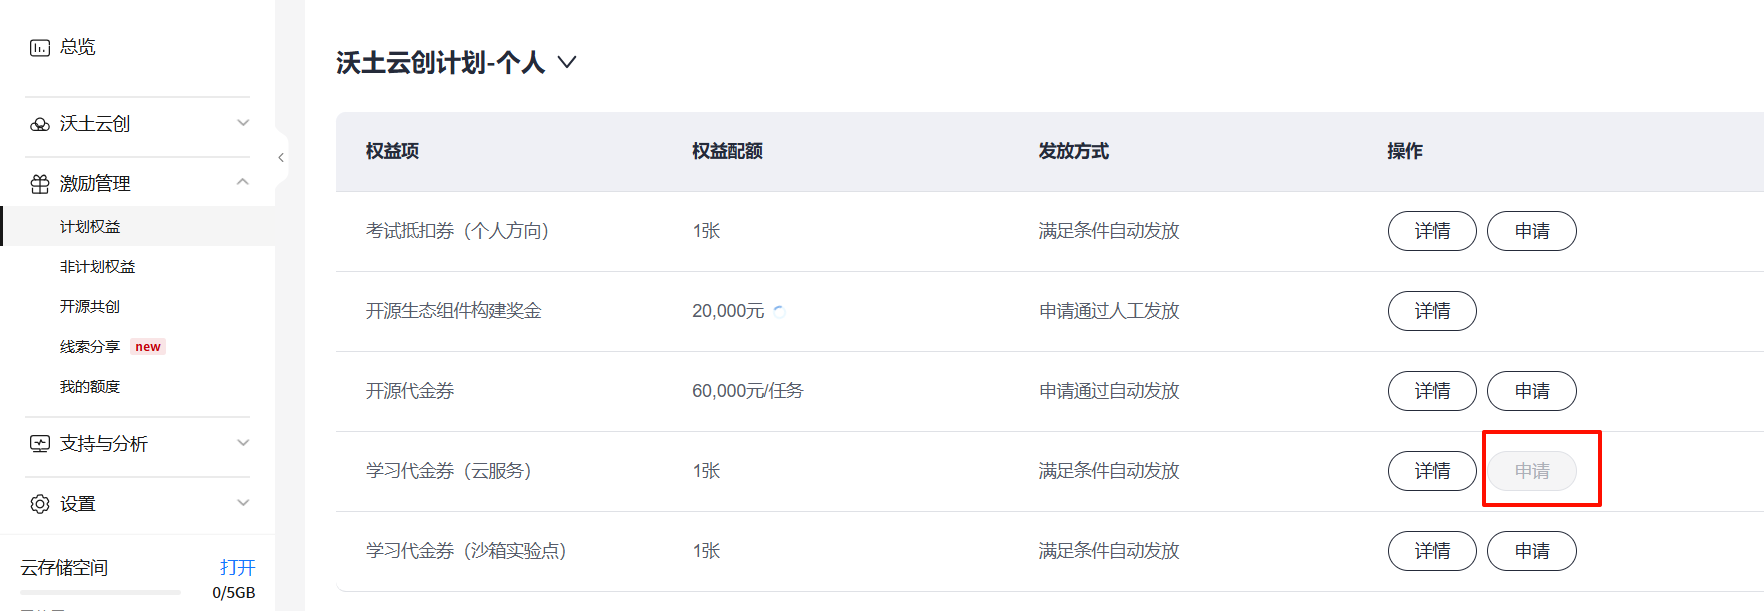 总览
沃土云创
激励管理
计划权益
非计划权益
开源共创
线索分享 new
我的额度
支持与分析
设置
云存储空间 打开
0/5GB
沃土云创计划-个人
权益项 权益配额 发放方式 操作
考试抵扣券（个人方向） 1张 满足条件自动发放 详情 申请
开源生态组件构建奖金 20,000元 申请通过人工发放 详情
开源代金券 60,000元/任务 申请通过自动发放 详情 申请
学习代金券（云服务） 1张 满足条件自动发放 详情 申请
学习代金券（沙箱实验点） 1张 满足条件自动发放 详情 申请